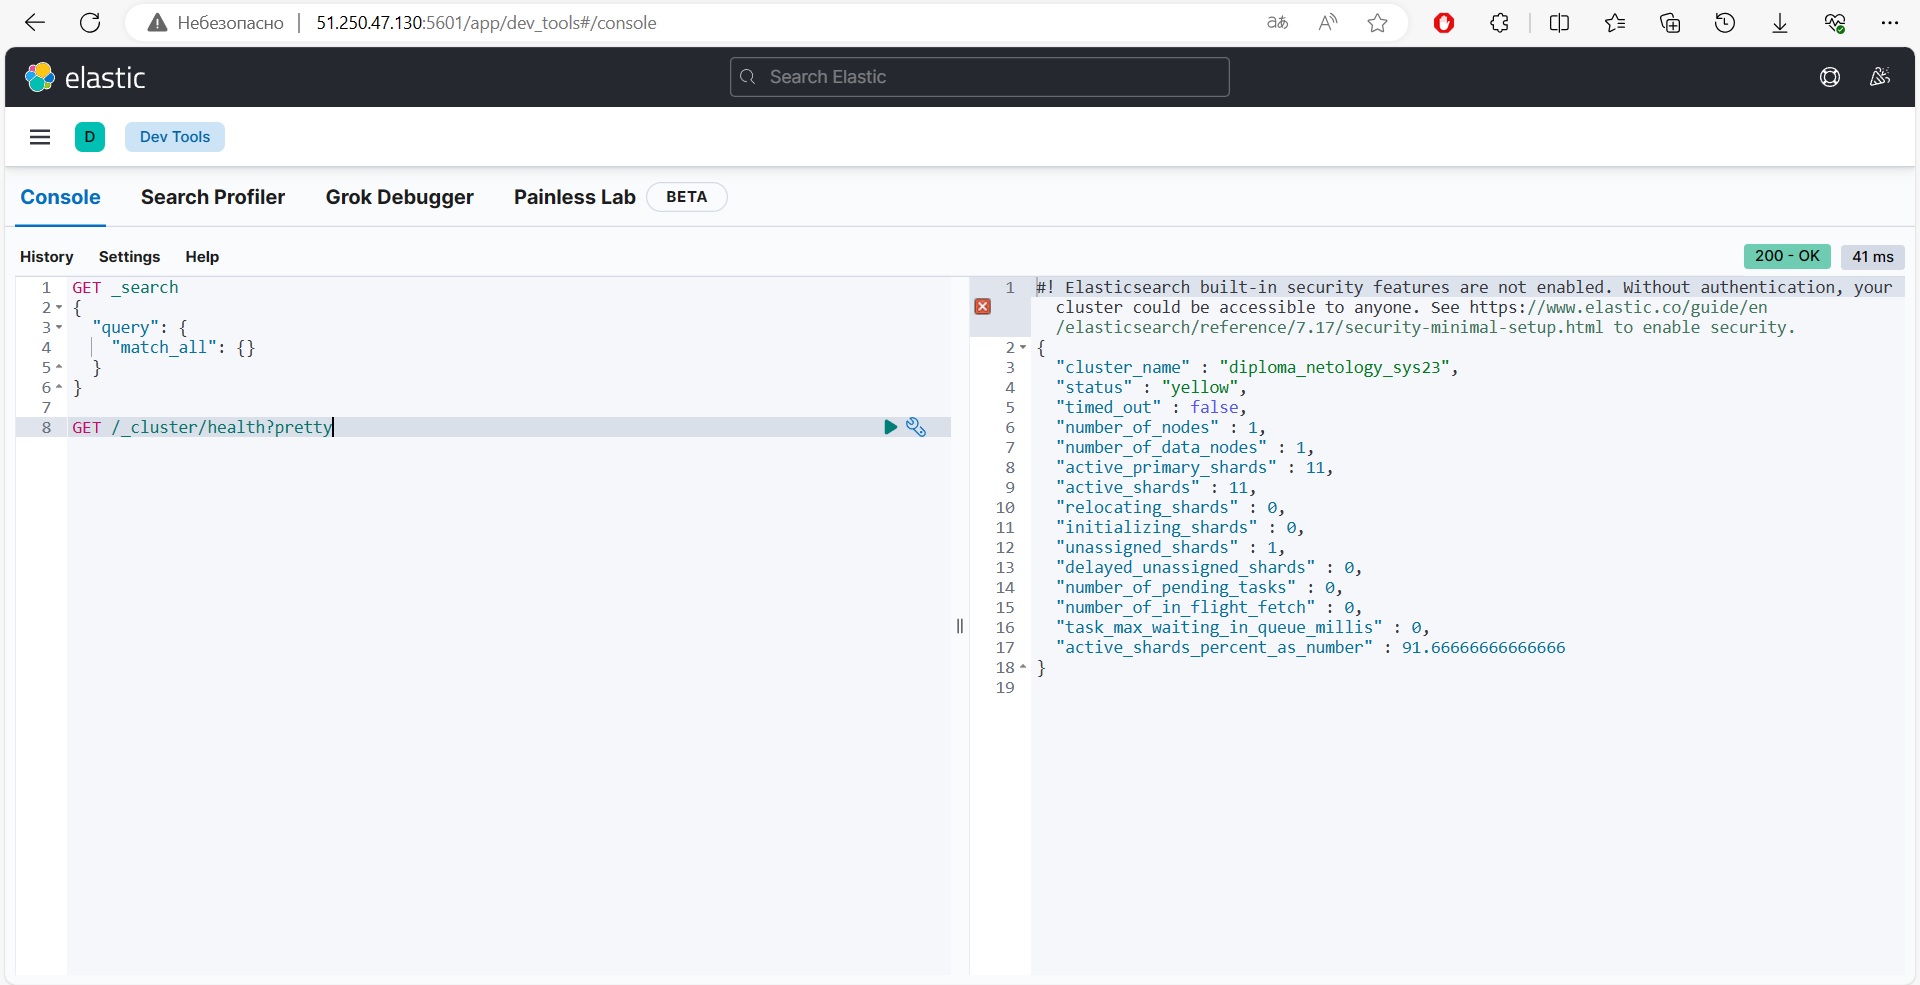 Небезопасно 51.250.47.130:5601/app/dev_tools#/console
elastic
Search Elastic
D
Dev Tools
Console Search Profiler Grok Debugger Painless Lab BETA
History Settings Help
200 - OK 41 ms
1 GET _search
2 {
3 "query": {
4 "match_all": {}
5 }
6 }
7
8 GET /_cluster/health?pretty
1 #! Elasticsearch built-in security features are not enabled. Without authentication, your
cluster could be accessible to anyone. See https://www.elastic.co/guide/en
/elasticsearch/reference/7.17/security-minimal-setup.html to enable security.
2 {
3 "cluster_name" : "diploma_netology_sys23",
4 "status" : "yellow",
5 "timed_out" : false,
6 "number_of_nodes" : 1,
7 "number_of_data_nodes" : 1,
8 "active_primary_shards" : 11,
9 "active_shards" : 11,
10 "relocating_shards" : 0,
11 "initializing_shards" : 0,
12 "unassigned_shards" : 1,
13 "delayed_unassigned_shards" : 0,
14 "number_of_pending_tasks" : 0,
15 "number_of_in_flight_fetch" : 0,
16 "task_max_waiting_in_queue_millis" : 0,
17 "active_shards_percent_as_number" : 91.66666666666666
18 }
19